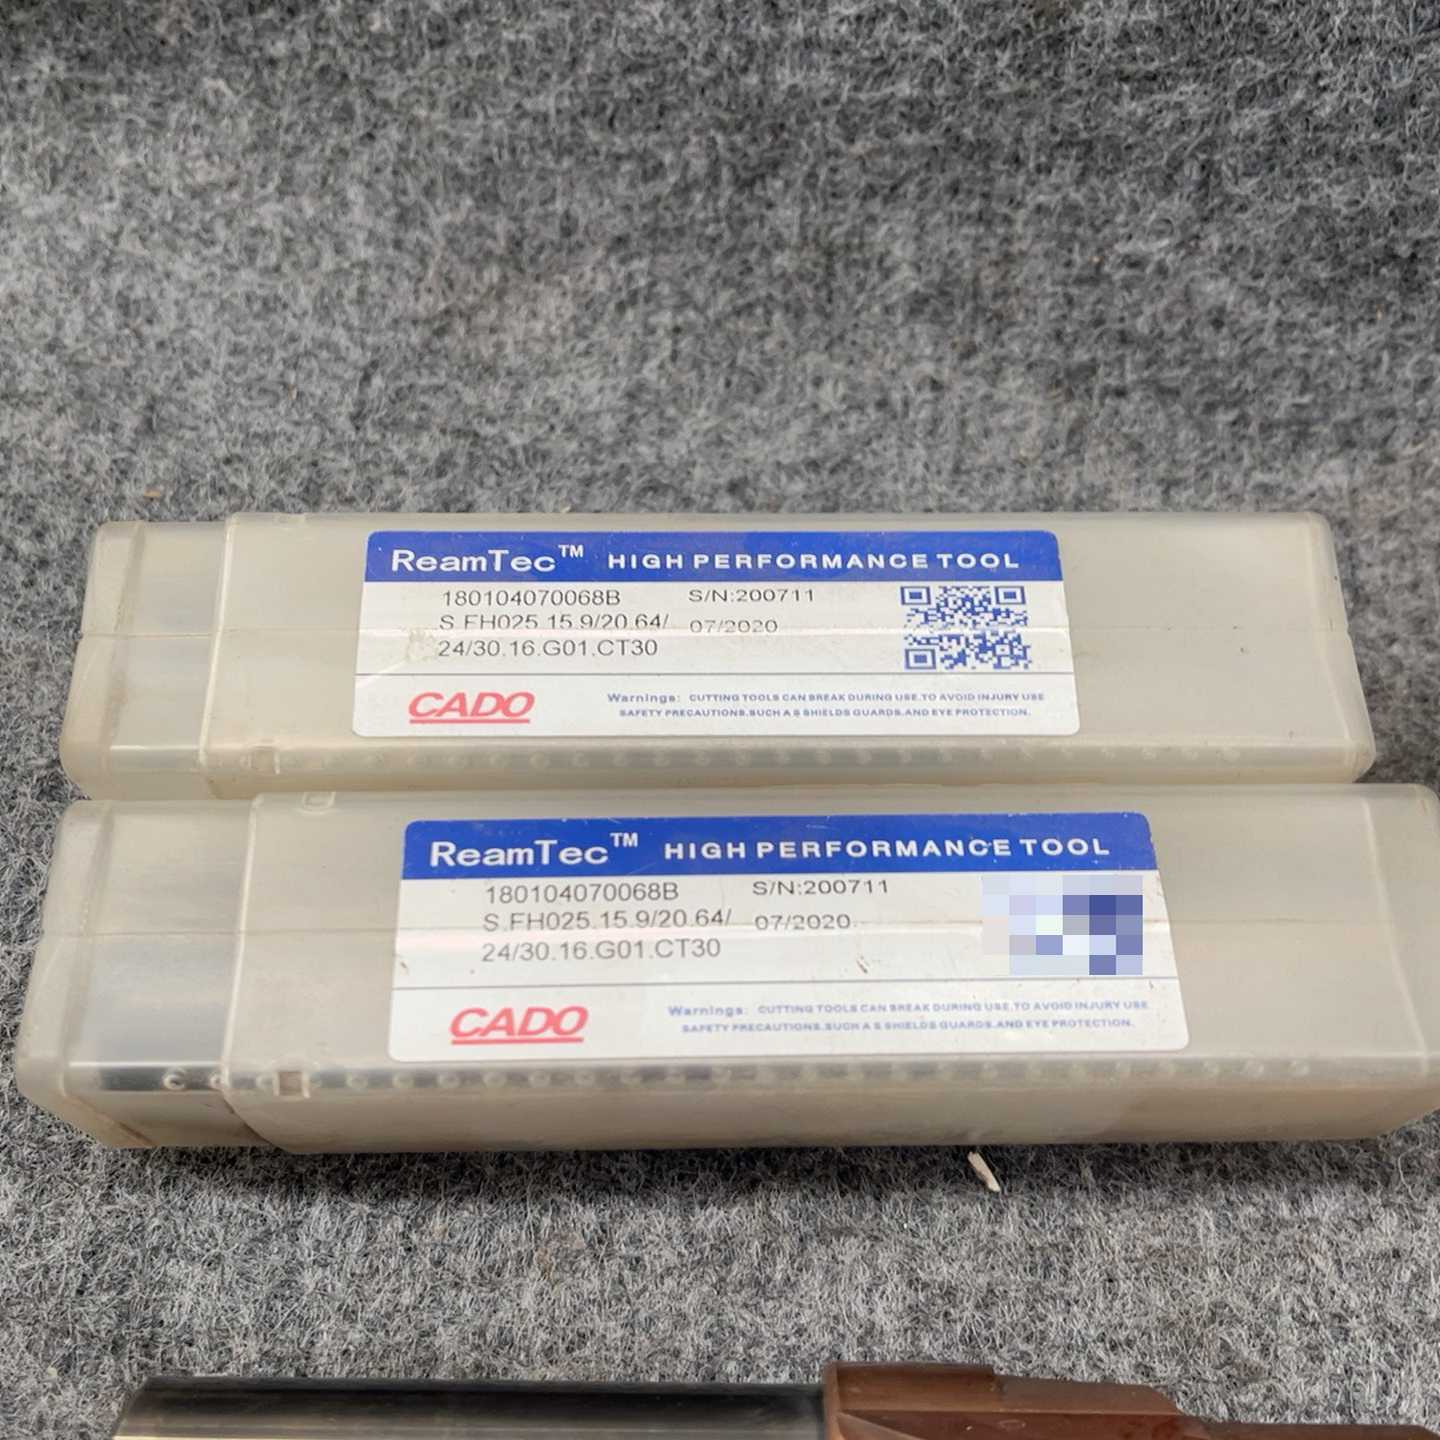 ReamTec™ HIGH PERFORMANCE TOOL
180104070068B S/N:200711
S.FH025.15.9/20.64/ 07/2020
24/30.16.G01.CT30
CADO
Warnings: CUTTING TOOLS CAN BREAK DURING USE.TO AVOID INJURY USE
SAFETY PRECAUTIONS.SUCH A S SHIELDS GUARDS.AND EYE PROTECTION.
ReamTec™ HIGH PERFORMANCE TOOL
180104070068B S/N:200711
S.FH025.15.9/20.64/ 07/2020
24/30.16.G01.CT30
CADO
Warnings: CUTTING TOOLS CAN BREAK DURING USE.TO AVOID INJURY USE
SAFETY PRECAUTIONS.SUCH A S SHIELDS GUARDS.AND EYE PROTECTION.